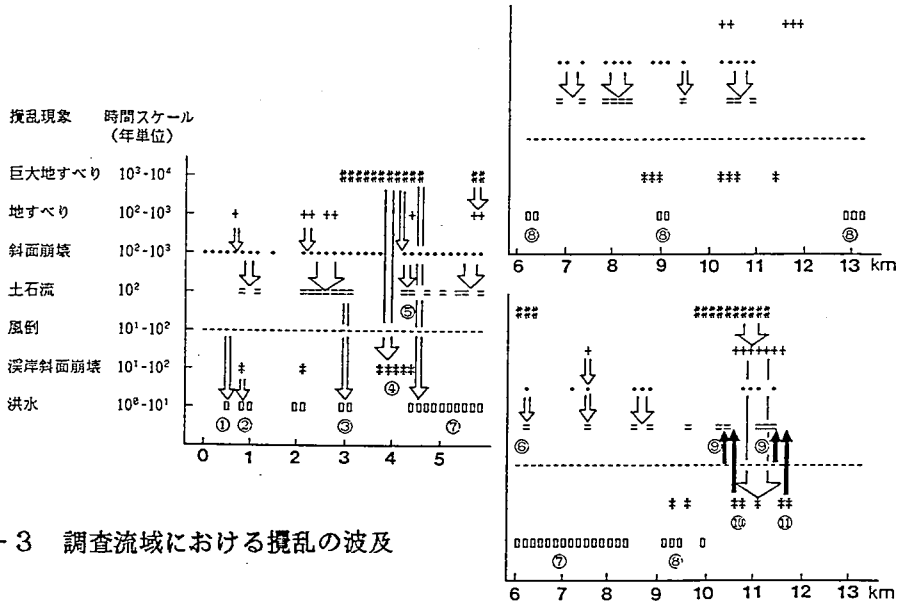 攪乱現象 時間スケール
（年単位）
巨大地すべり 10³-10⁴
地すべり 10²-10³
斜面崩壊 10²-10³
土石流 10²
風倒 10¹-10²
渓岸斜面崩壊 10¹-10²
洪水 10⁰-10¹
⑤
④
① ② ③ ⑦
0 1 2 3 4 5
⑧ ⑧ ⑧
6 7 8 9 10 11 12 13 km
⑥ ⑨ ⑨
⑩ ⑪
⑦ ⑧
6 7 8 9 10 11 12 13 km
- 3 調査流域における攪乱の波及